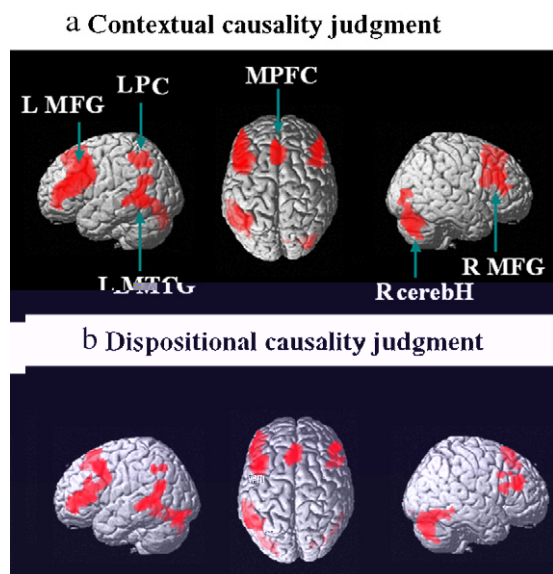 a Contextual causality judgment
MPFC
LPC
L MFG
R MFG
R cerebH
b Dispositional causality judgment